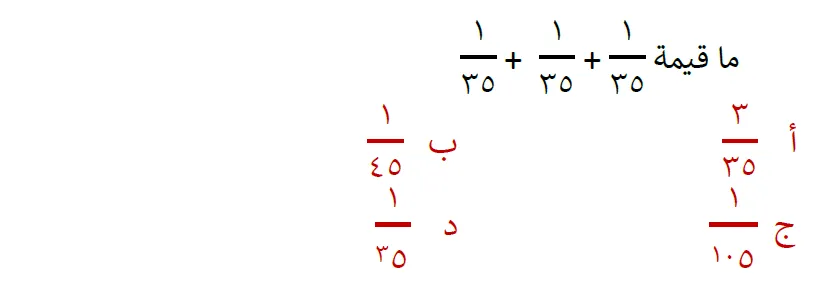 ما قيمة ١/٣٥ + ١/٣٥ + ١/٣٥
أ ٣/٣٥ ب ١/٤٥
ج ١/١٠٥ د ١/٣٥